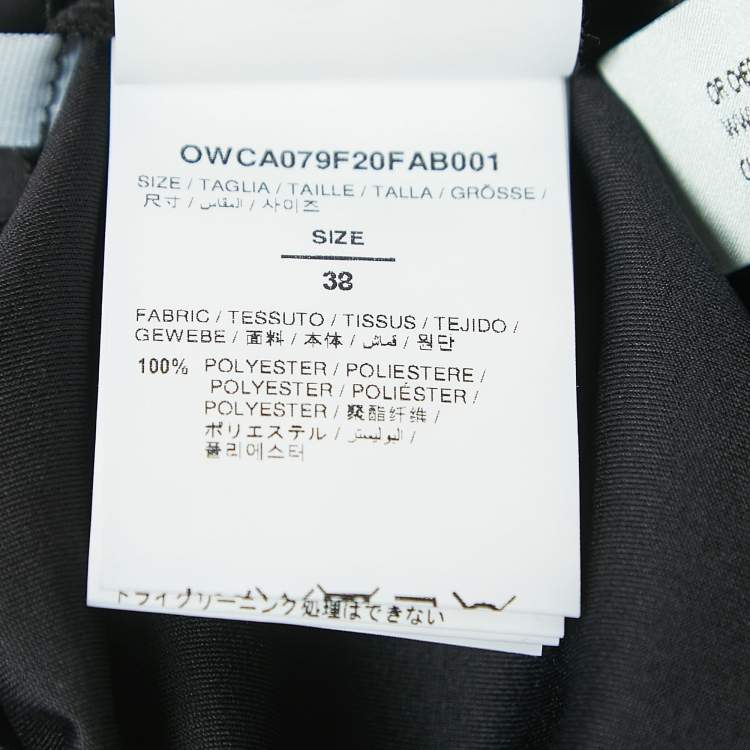 OWCA079F20FAB001
SIZE / TAGLIA / TAILLE / TALLA / GRÖSSE /
尺寸 / المقاس / 사이즈
SIZE
38
FABRIC / TESSUTO / TISSUS / TEJIDO /
GEWEBE / 面料 / 本体 / قماش / 원단
100% POLYESTER / POLIESTERE /
POLYESTER / POLIÉSTER /
POLYESTER / 聚酯纤维 /
ポリエステル / البوليستر /
폴리에스터
ドライクリーニング処理はできない
OR
WWW